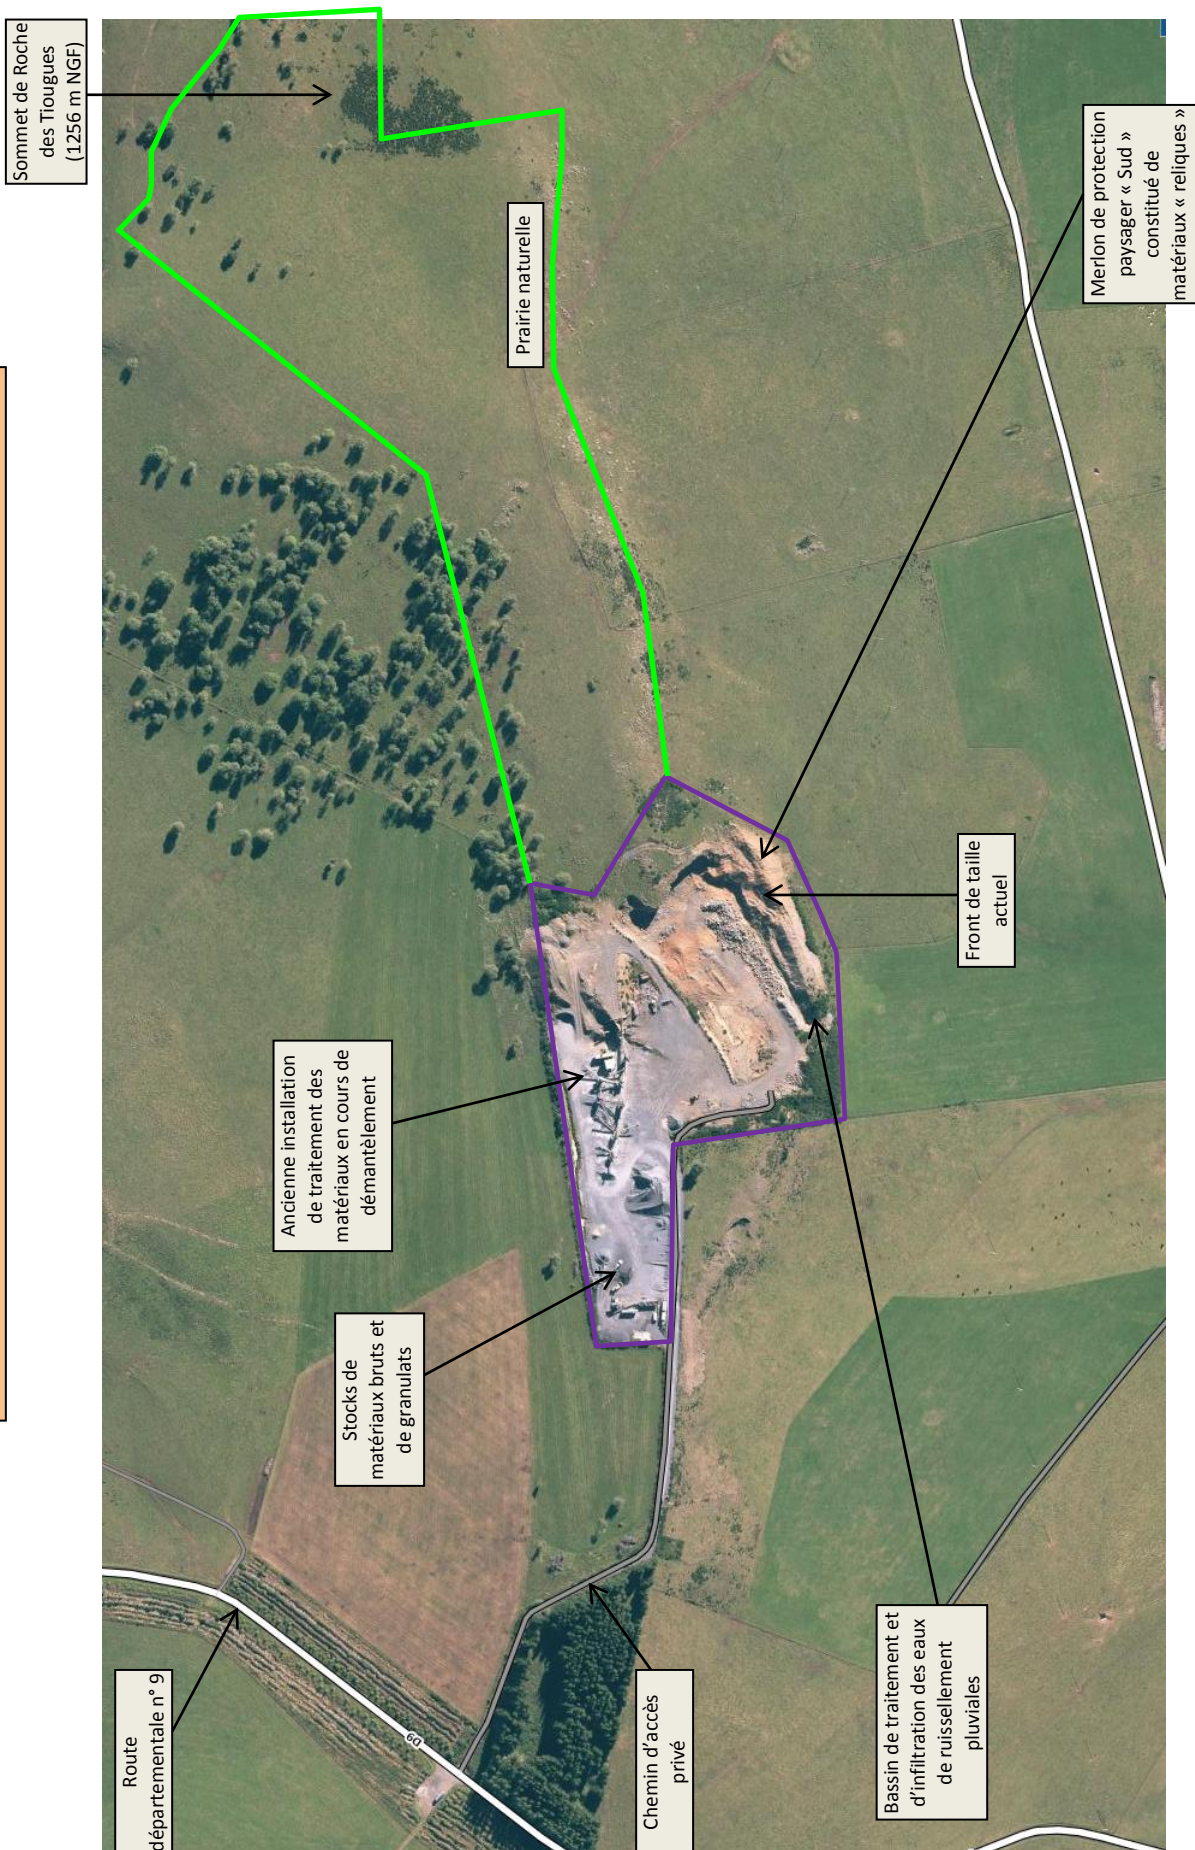 Sommet de Roche
des Tiougues
(1256 m NGF)
Merlon de protection
paysager « Sud »
constitué de
matériaux « reliques »
Prairie naturelle
Front de taille
actuel
Ancienne installation
de traitement des
matériaux en cours de
démantèlement
Stocks de
matériaux bruts et
de granulats
Route
départementale n° 9
D9
Chemin d’accès
privé
Bassin de traitement et
d’infiltration des eaux
de ruissellement
pluviales